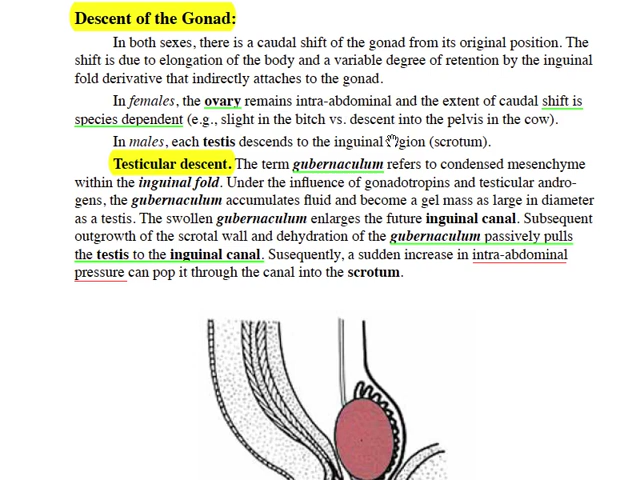 Descent of the Gonad:
In both sexes, there is a caudal shift of the gonad from its original position. The
shift is due to elongation of the body and a variable degree of retention by the inguinal
fold derivative that indirectly attaches to the gonad.
In females, the ovary remains intra-abdominal and the extent of caudal shift is
species dependent (e.g., slight in the bitch vs. descent into the pelvis in the cow).
In males, each testis descends to the inguinal gion (scrotum).
Testicular descent. The term gubernaculum refers to condensed mesenchyme
within the inguinal fold. Under the influence of gonadotropins and testicular andro-
gens, the gubernaculum accumulates fluid and become a gel mass as large in diameter
as a testis. The swollen gubernaculum enlarges the future inguinal canal. Subsequent
outgrowth of the scrotal wall and dehydration of the gubernaculum passively pulls
the testis to the inguinal canal. Susequently, a sudden increase in intra-abdominal
pressure can pop it through the canal into the scrotum.